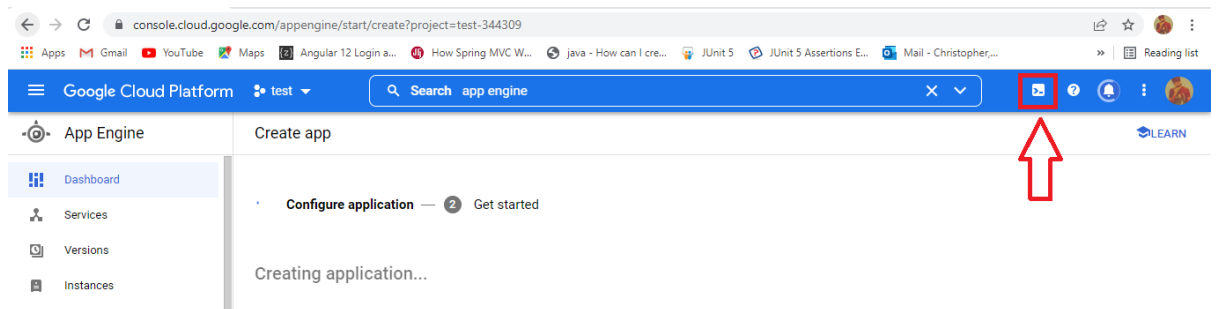 console.cloud.google.com/appengine/start/create?project=test-344309
Apps Gmail YouTube Maps Angular 12 Login a... How Spring MVC W... java - How can I cre... JUnit 5 JUnit 5 Assertions E... Mail - Christopher,... » Reading list
Google Cloud Platform test Search app engine
App Engine Create app LEARN
Dashboard
Configure application — 2 Get started
Services
Versions
Creating application...
Instances